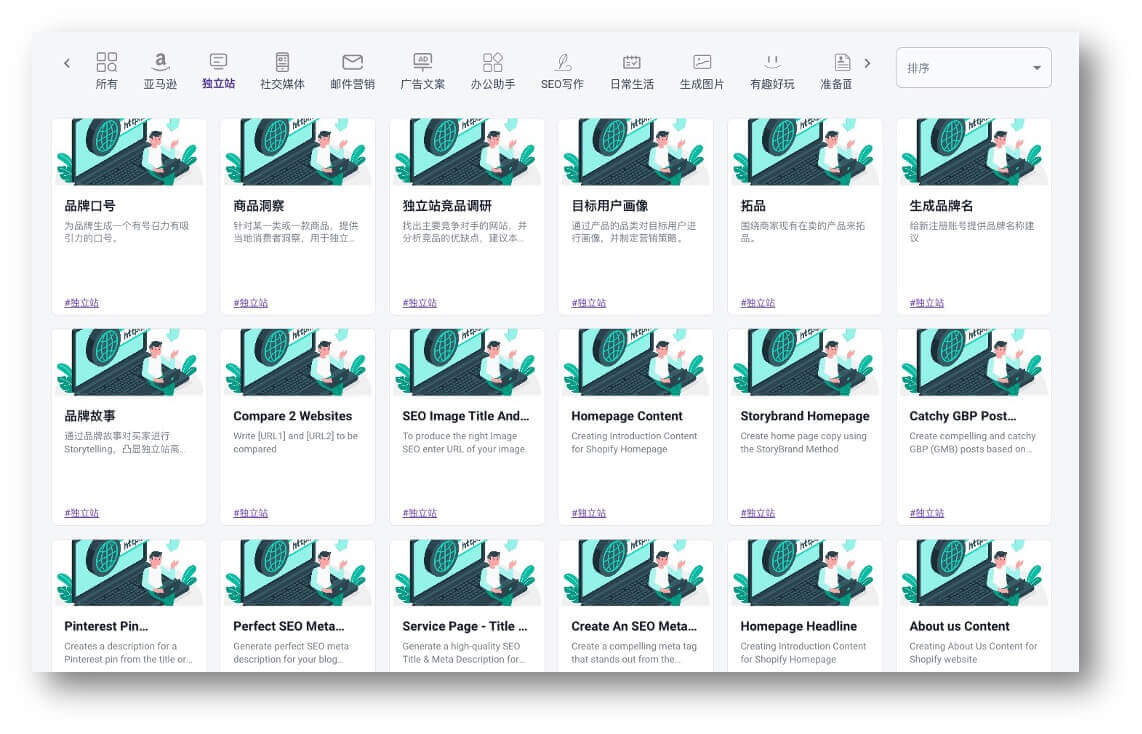 所有
亚马逊
独立站
社交媒体
邮件营销
广告文案
办公助手
SEO写作
日常生活
生成图片
有趣好玩
准备面
排序
品牌口号
为品牌生成一个有号召力有吸
引力的口号。
#独立站
商品洞察
针对某一类或一款商品，提供
当地消费者洞察，用于独立...
#独立站
独立站竞品调研
找出主要竞争对手的网站，并
分析竞品的优缺点，建议本...
#独立站
目标用户画像
通过产品的品类对目标用户进
行画像，并制定营销策略。
#独立站
拓品
围绕商家现有在卖的产品来拓
品。
#独立站
生成品牌名
给新注册账号提供品牌名称建
议
#独立站
品牌故事
通过品牌故事对买家进行
Storytelling，凸显独立站高...
#独立站
Compare 2 Websites
Write [URL1] and [URL2] to be
compared
#独立站
SEO Image Title And...
To produce the right Image
SEO enter URL of your image
#独立站
Homepage Content
Creating Introduction Content
for Shopify Homepage
#独立站
Storybrand Homepage
Create home page copy using
the StoryBrand Method
#独立站
Catchy GBP Post...
Create compelling and catchy
GBP (GMB) posts based on...
#独立站
Pinterest Pin...
Creates a description for a
Pinterest pin from the title or...
Perfect SEO Meta...
Generate perfect SEO meta
description for your blog...
Service Page - Title ...
Generate a high-quality SEO
Title & Meta Description for...
Create An SEO Meta...
Create a compelling meta tag
that stands out from the...
Homepage Headline
Creating Introduction Content
for Shopify Homepage
About us Content
Creating About Us Content for
Shopify website